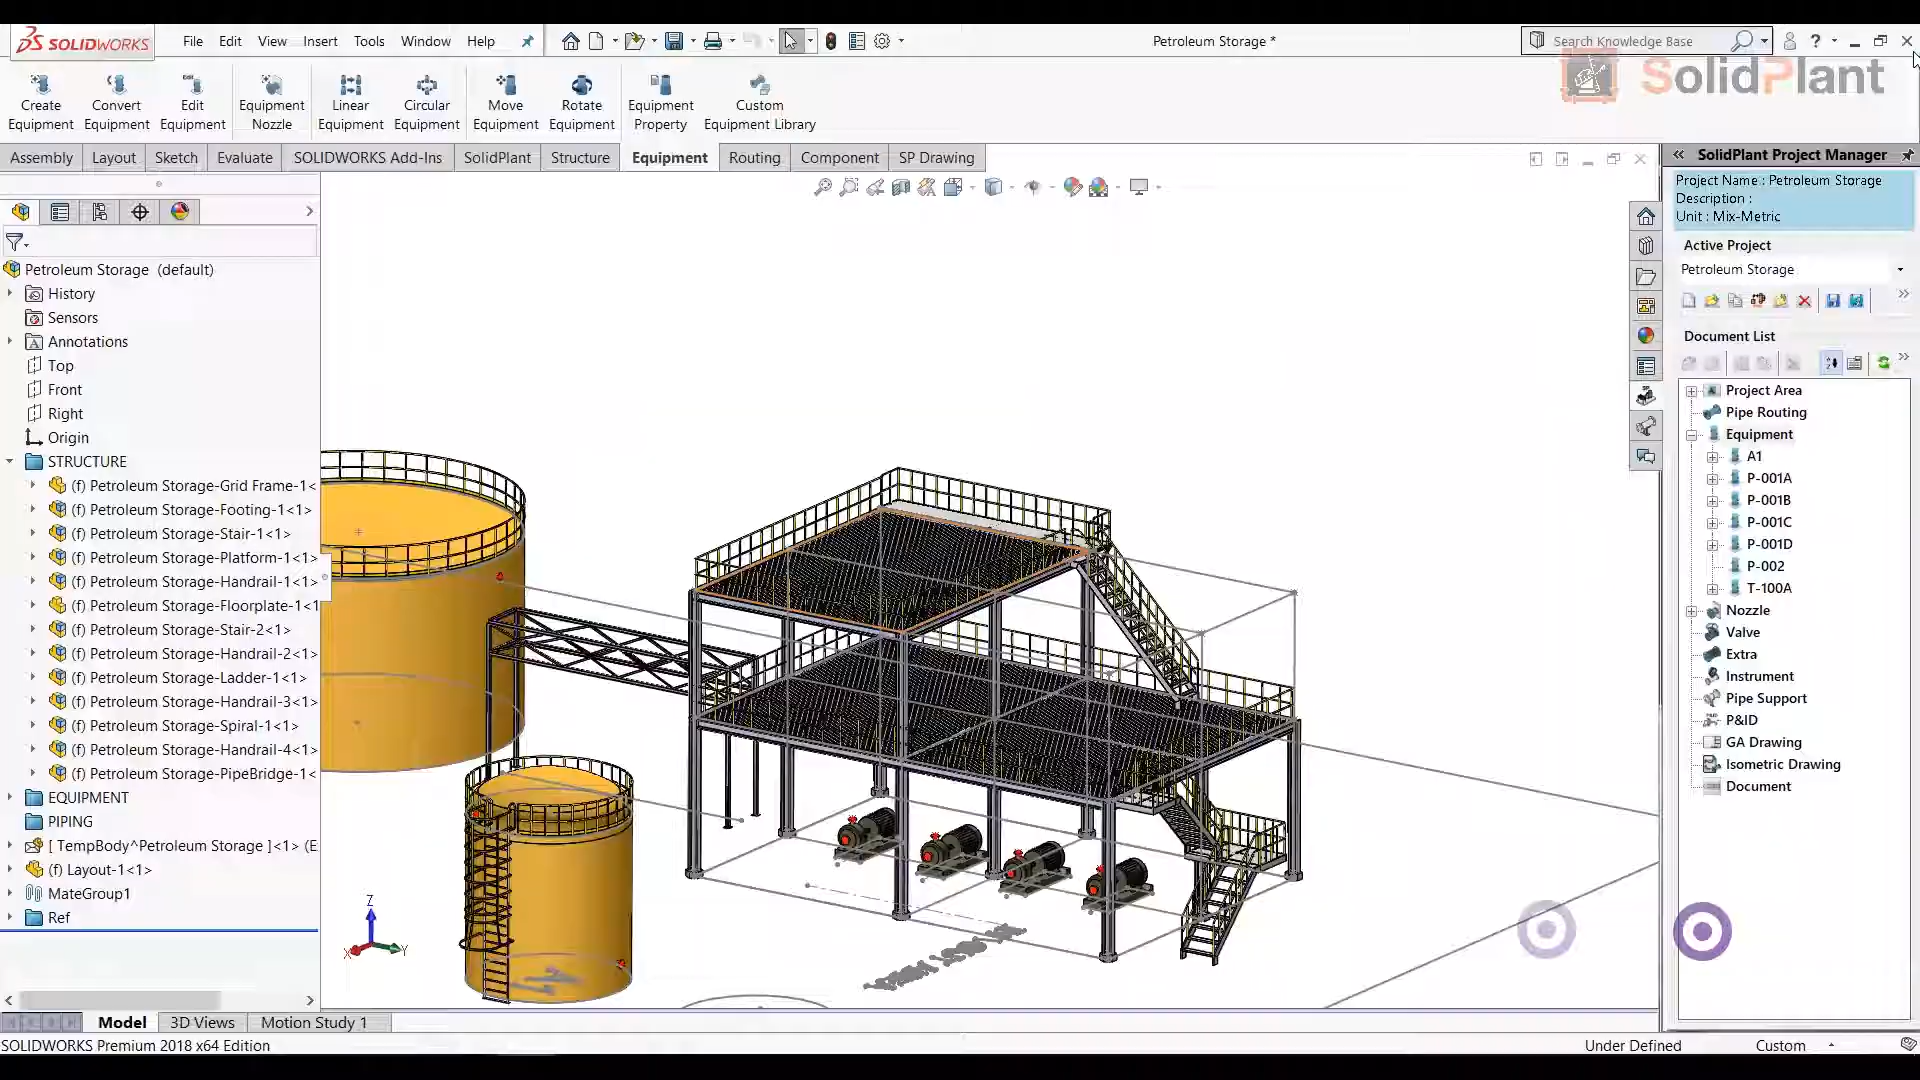 SOLIDWORKS
File Edit View Insert Tools Window Help
Petroleum Storage *
Search Knowledge Base
SolidPlant
Create Equipment
Convert Equipment
Edit Equipment
Equipment Nozzle
Linear Equipment
Circular Equipment
Move Equipment
Rotate Equipment
Equipment Property
Custom Equipment Library
Assembly Layout Sketch Evaluate SOLIDWORKS Add-Ins SolidPlant Structure Equipment Routing Component SP Drawing
Petroleum Storage (default)
History
Sensors
Annotations
Top
Front
Right
Origin
STRUCTURE
(f) Petroleum Storage-Grid Frame-1<
(f) Petroleum Storage-Footing-1<1>
(f) Petroleum Storage-Stair-1<1>
(f) Petroleum Storage-Platform-1<1>
(f) Petroleum Storage-Handrail-1<1>
(f) Petroleum Storage-Floorplate-1<1
(f) Petroleum Storage-Stair-2<1>
(f) Petroleum Storage-Handrail-2<1>
(f) Petroleum Storage-Ladder-1<1>
(f) Petroleum Storage-Handrail-3<1>
(f) Petroleum Storage-Spiral-1<1>
(f) Petroleum Storage-Handrail-4<1>
(f) Petroleum Storage-PipeBridge-1<
EQUIPMENT
PIPING
[ TempBody^Petroleum Storage ]<1> (E
(f) Layout-1<1>
MateGroup1
Ref
Z
X
Y
SolidPlant Project Manager
Project Name : Petroleum Storage
Description :
Unit : Mix-Metric
Active Project
Petroleum Storage
Document List
Project Area
Pipe Routing
Equipment
A1
P-001A
P-001B
P-001C
P-001D
P-002
T-100A
Nozzle
Valve
Extra
Instrument
Pipe Support
P&ID
GA Drawing
Isometric Drawing
Document
Model 3D Views Motion Study 1
SOLIDWORKS Premium 2018 x64 Edition
Under Defined
Custom